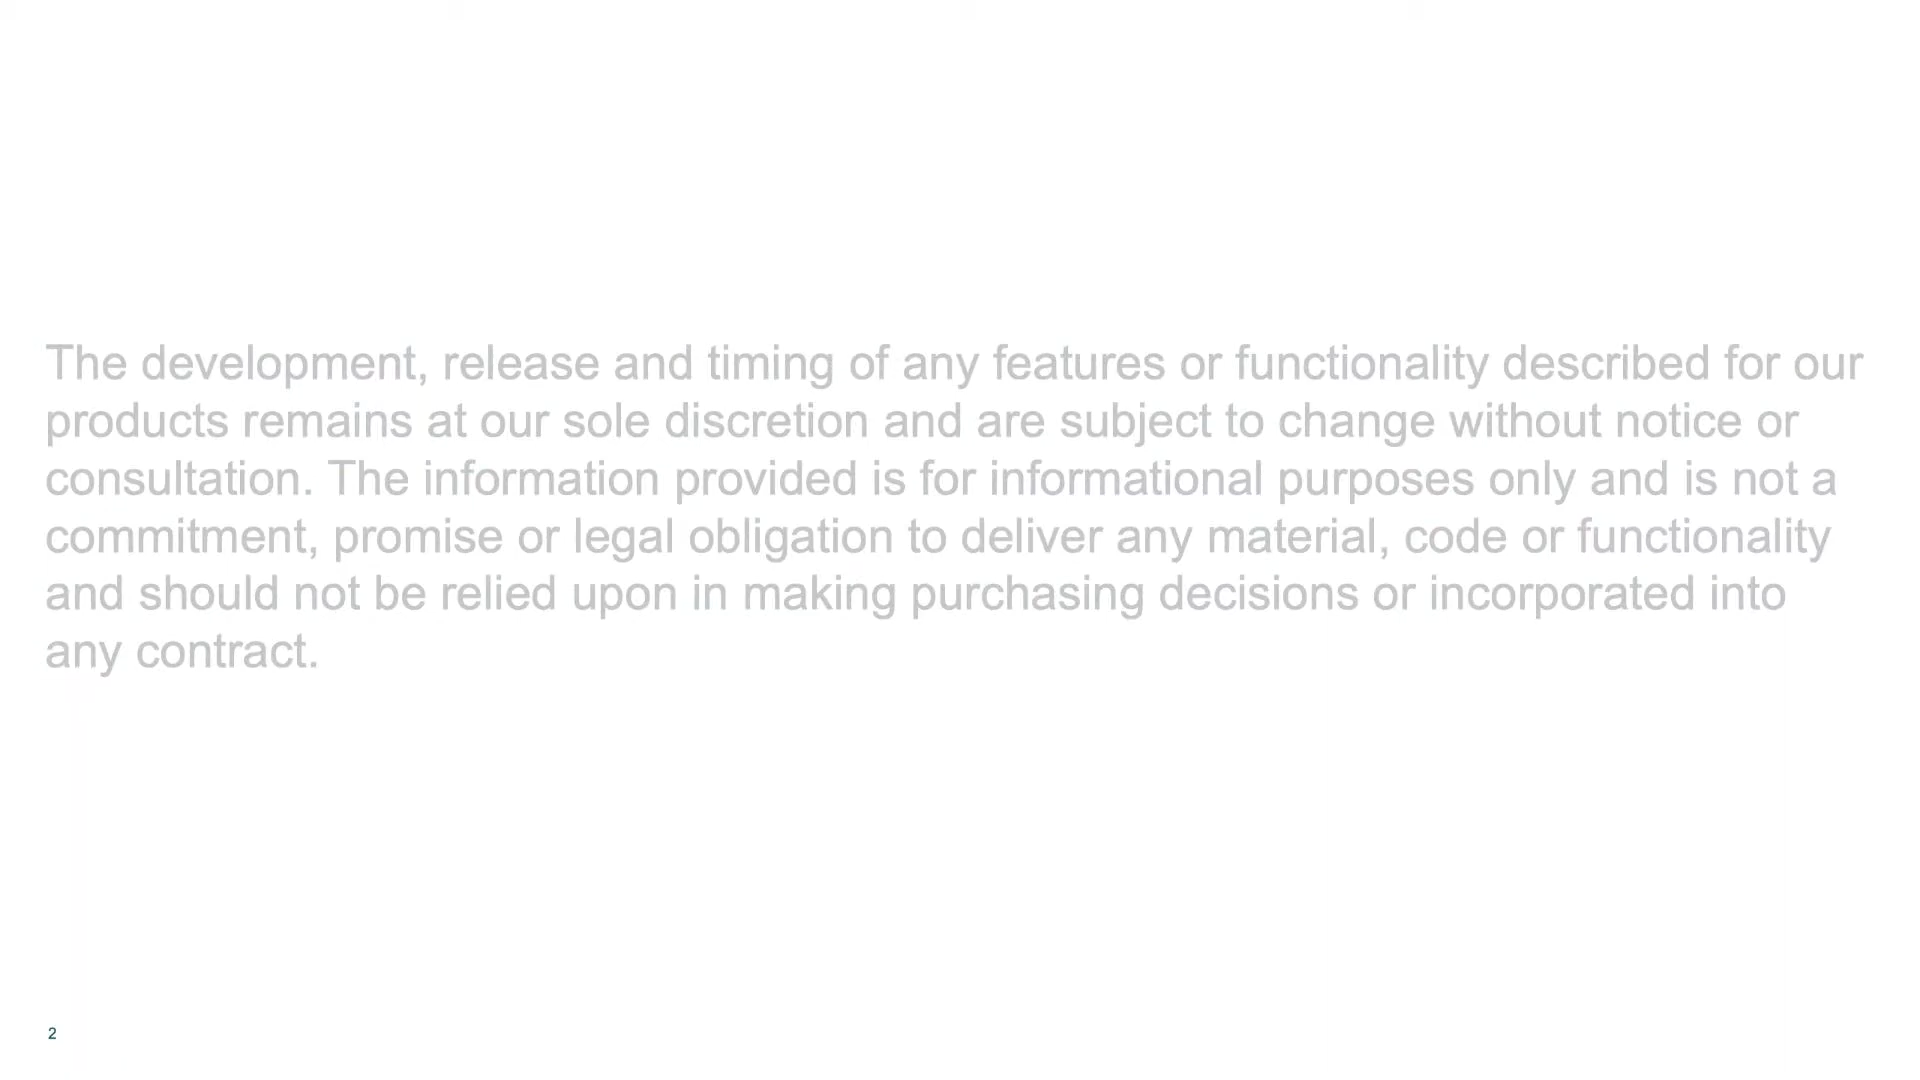 The development, release and timing of any features or functionality described for our
products remains at our sole discretion and are subject to change without notice or
consultation. The information provided is for informational purposes only and is not a
commitment, promise or legal obligation to deliver any material, code or functionality
and should not be relied upon in making purchasing decisions or incorporated into
any contract.
2